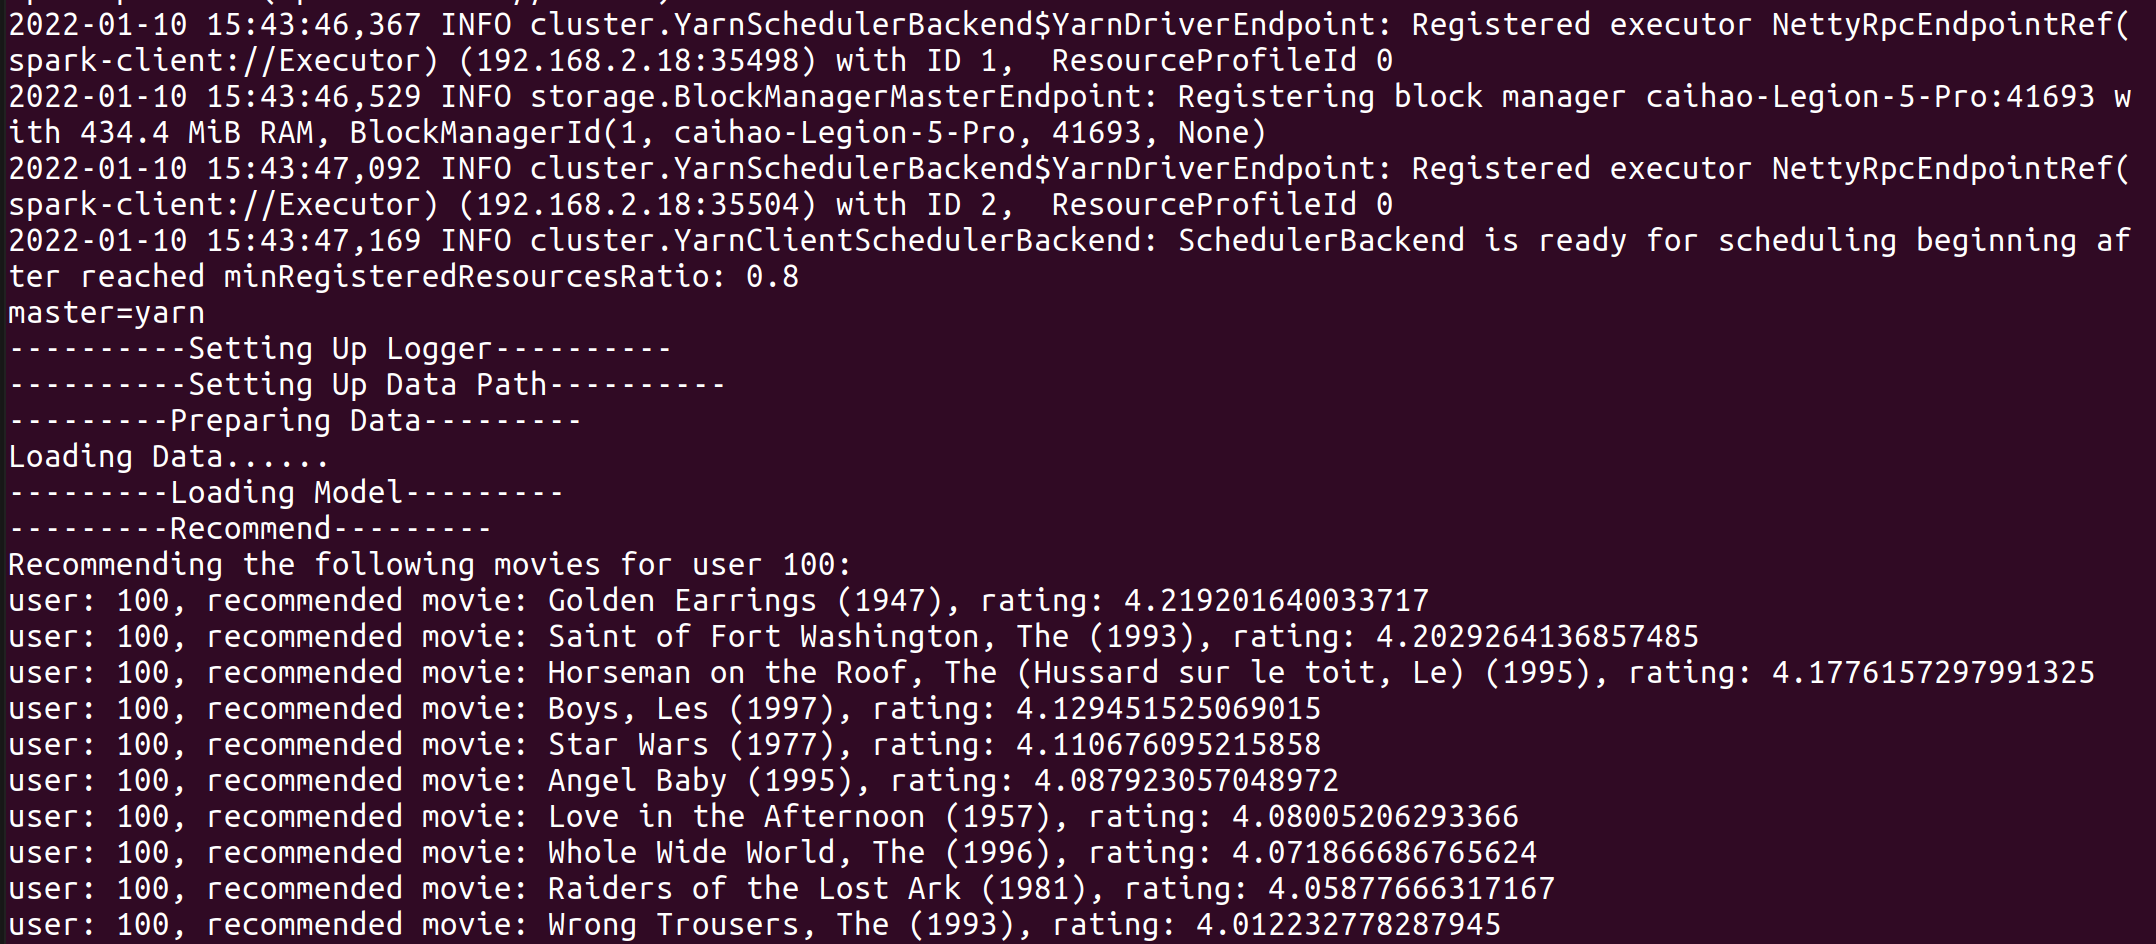 2022-01-10 15:43:46,367 INFO cluster.YarnSchedulerBackend$YarnDriverEndpoint: Registered executor NettyRpcEndpointRef(
spark-client://Executor) (192.168.2.18:35498) with ID 1,  ResourceProfileId 0
2022-01-10 15:43:46,529 INFO storage.BlockManagerMasterEndpoint: Registering block manager caihao-Legion-5-Pro:41693 w
ith 434.4 MiB RAM, BlockManagerId(1, caihao-Legion-5-Pro, 41693, None)
2022-01-10 15:43:47,092 INFO cluster.YarnSchedulerBackend$YarnDriverEndpoint: Registered executor NettyRpcEndpointRef(
spark-client://Executor) (192.168.2.18:35504) with ID 2,  ResourceProfileId 0
2022-01-10 15:43:47,169 INFO cluster.YarnClientSchedulerBackend: SchedulerBackend is ready for scheduling beginning af
ter reached minRegisteredResourcesRatio: 0.8
master=yarn
----------Setting Up Logger----------
----------Setting Up Data Path----------
---------Preparing Data---------
Loading Data......
---------Loading Model---------
---------Recommend---------
Recommending the following movies for user 100:
user: 100, recommended movie: Golden Earrings (1947), rating: 4.219201640033717
user: 100, recommended movie: Saint of Fort Washington, The (1993), rating: 4.2029264136857485
user: 100, recommended movie: Horseman on the Roof, The (Hussard sur le toit, Le) (1995), rating: 4.1776157297991325
user: 100, recommended movie: Boys, Les (1997), rating: 4.129451525069015
user: 100, recommended movie: Star Wars (1977), rating: 4.110676095215858
user: 100, recommended movie: Angel Baby (1995), rating: 4.087923057048972
user: 100, recommended movie: Love in the Afternoon (1957), rating: 4.08005206293366
user: 100, recommended movie: Whole Wide World, The (1996), rating: 4.071866686765624
user: 100, recommended movie: Raiders of the Lost Ark (1981), rating: 4.05877666317167
user: 100, recommended movie: Wrong Trousers, The (1993), rating: 4.012232778287945